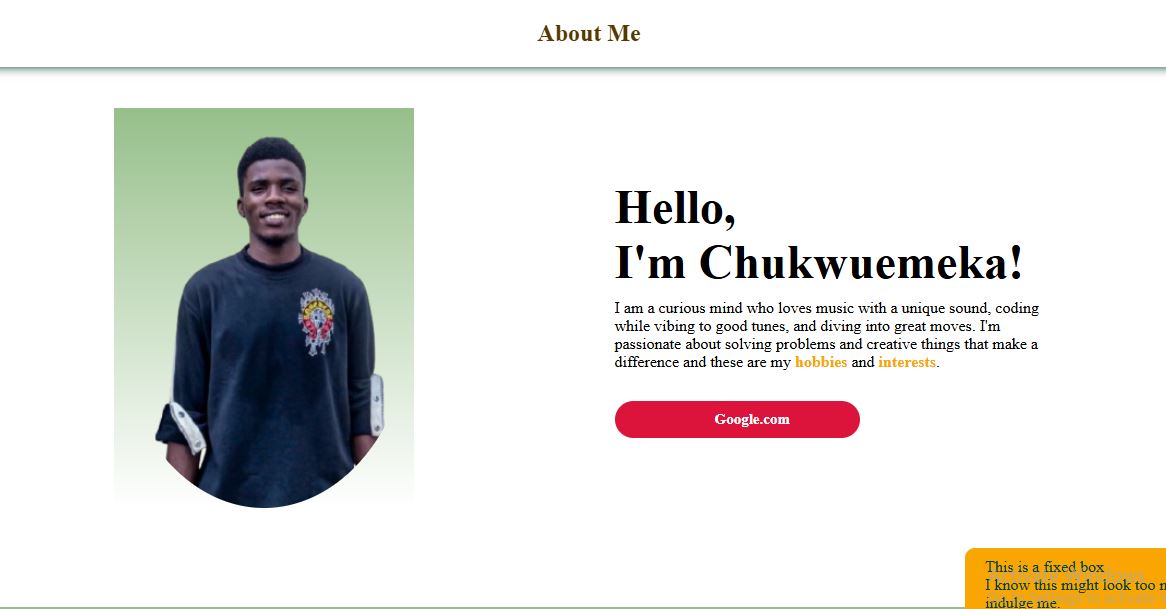 About Me
Hello,
I'm Chukwuemeka!
I am a curious mind who loves music with a unique sound, coding
while vibing to good tunes, and diving into great moves. I'm
passionate about solving problems and creative things that make a
difference and these are my hobbies and interests.
Google.com
This is a fixed box
I know this might look too
indulge me.